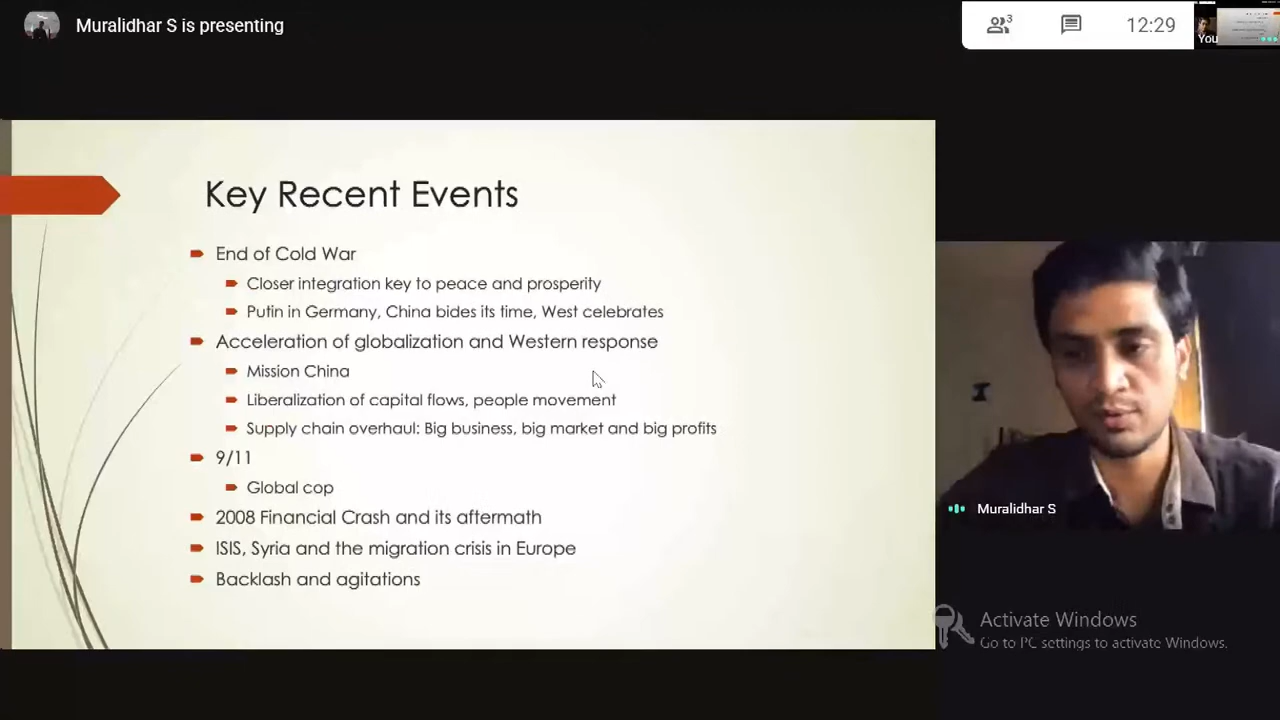 Muralidhar S is presenting
3
12:29
You
Key Recent Events
End of Cold War
Closer integration key to peace and prosperity
Putin in Germany, China bides its time, West celebrates
Acceleration of globalization and Western response
Mission China
Liberalization of capital flows, people movement
Supply chain overhaul: Big business, big market and big profits
9/11
Global cop
2008 Financial Crash and its aftermath
ISIS, Syria and the migration crisis in Europe
Backlash and agitations
Muralidhar S
Activate Windows
Go to PC settings to activate Windows.